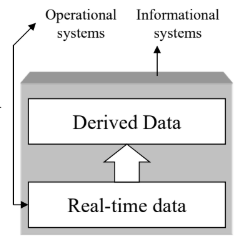 Operational Informational
systems systems
Derived Data
Real-time data